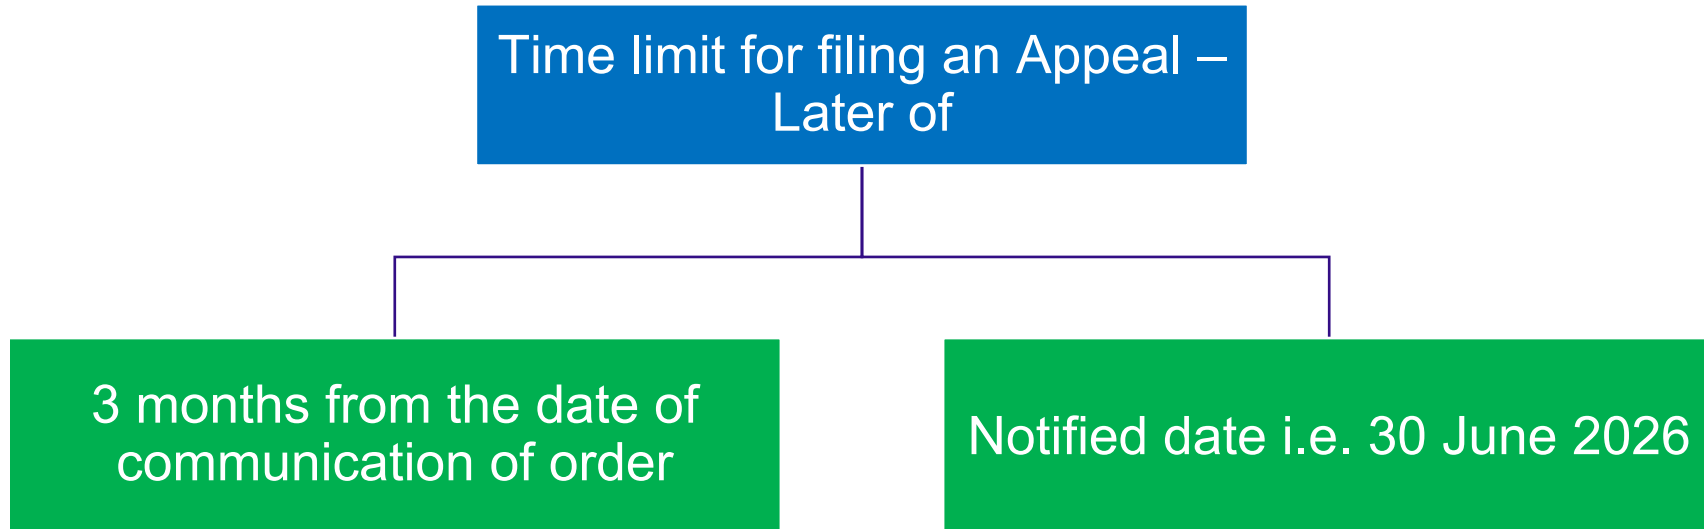 Time limit for filing an Appeal –
Later of
3 months from the date of
communication of order
Notified date i.e. 30 June 2026